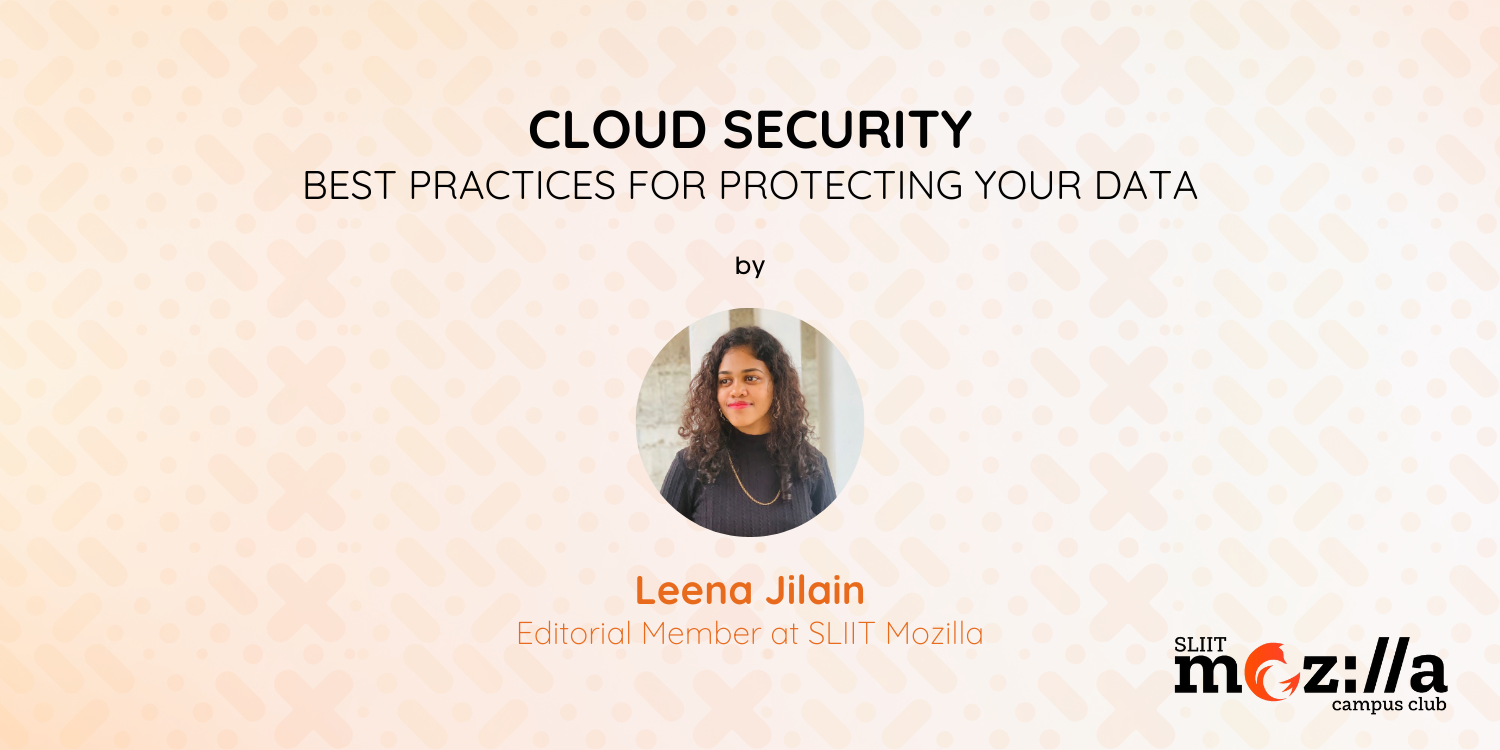 CLOUD SECURITY
BEST PRACTICES FOR PROTECTING YOUR DATA
by
Leena Jilain
Editorial Member at SLIIT Mozilla
SLIIT
moz://a
campus club